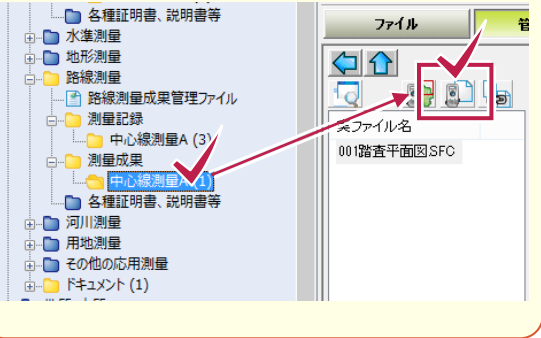 各種証明書、説明書等
水準測量
地形測量
路線測量
路線測量成果管理ファイル
測量記録
中心線測量A (3)
測量成果
中心線測量A (1)
各種証明書、説明書等
河川測量
用地測量
その他の応用測量
ドキュメント (1)
ファイル
管
実ファイル名
001踏査平面図.SFC